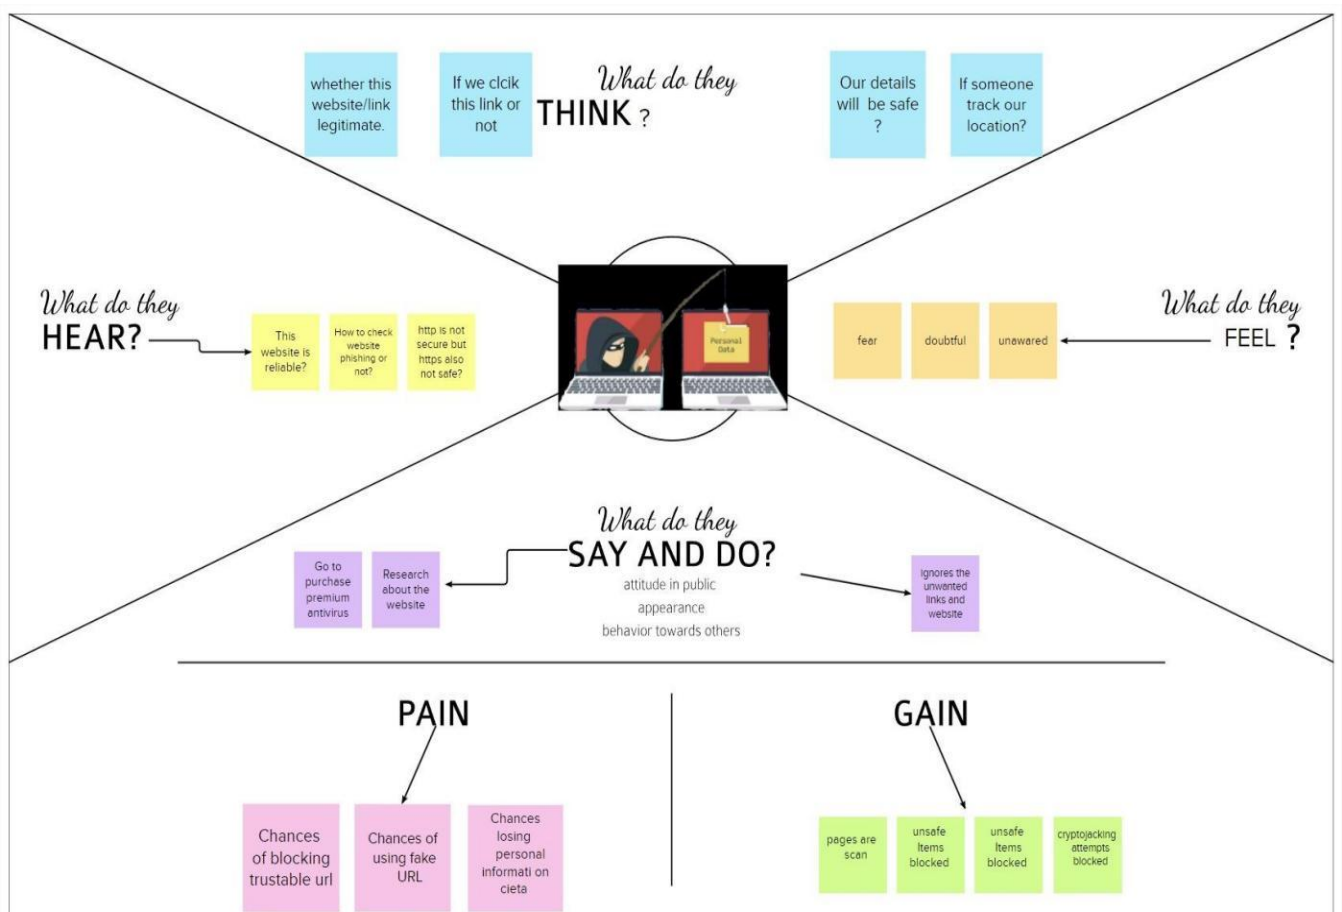 whether this
website/link
legitimate.
If we clcik
this link or
not
What do they
THINK ?
Our details
will be safe
?
If someone
track our
location?
What do they
HEAR?
This
website is
reliable?
How to check
website
phishing or
not?
http is not
secure but
https also
not safe?
Personal
Data
fear
doubtful
unawared
What do they
FEEL ?
What do they
SAY AND DO?
attitude in public
appearance
behavior towards others
Go to
purchase
premium
antivirus
Research
about the
website
ignores the
unwanted
links and
website
PAIN
Chances
of blocking
trustable url
Chances of
using fake
URL
Chances
losing
personal
informati on
cieta
GAIN
pages are
scan
unsafe
Items
blocked
unsafe
Items
blocked
cryptojacking
attempts
blocked